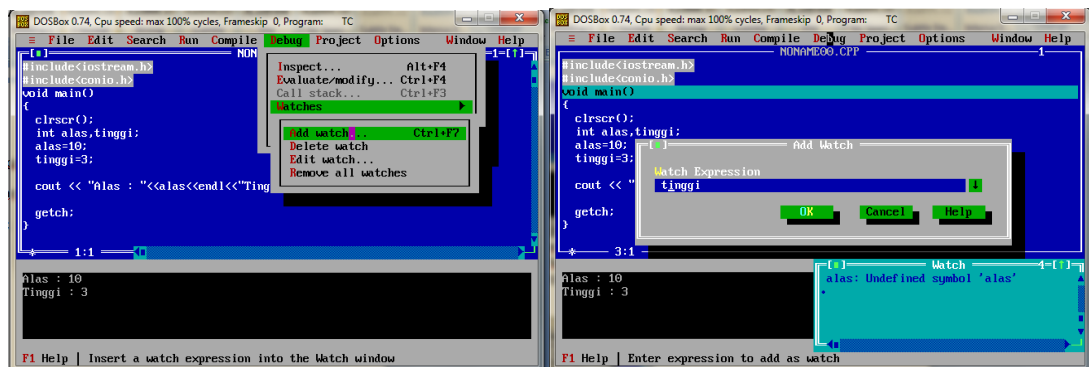 DOSBox 0.74, Cpu speed: max 100% cycles, Frameskip 0, Program: TC
≡ File Edit Search Run Compile Debug Project Options Window Help
NON 1=[↑]
#include<iostream.h>
#include<conio.h>
void main()
{
clrscr();
int alas,tinggi;
alas=10;
tinggi=3;
cout << "Alas : "<<alas<<endl<<"Ting
getch;
}
1:1
Inspect... Alt+F4
Evaluate/modify... Ctrl+F4
Call stack... Ctrl+F3
Watches
Add watch... Ctrl+F7
Delete watch
Edit watch...
Remove all watches
Alas : 10
Tinggi : 3
F1 Help | Insert a watch expression into the Watch window
DOSBox 0.74, Cpu speed: max 100% cycles, Frameskip 0, Program: TC
≡ File Edit Search Run Compile Debug Project Options Window Help
NONAME00.CPP 1
#include<iostream.h>
#include<conio.h>
void main()
{
clrscr();
int alas,tinggi;
alas=10;
tinggi=3;
cout << "
getch;
}
3:1
Add Watch
Watch Expression
tinggi
OK Cancel Help
Watch 4=[↑]
alas: Undefined symbol 'alas'
Alas : 10
Tinggi : 3
F1 Help | Enter expression to add as watch